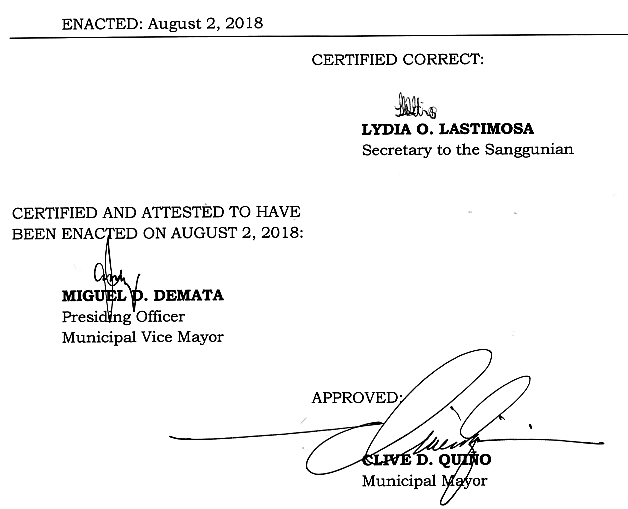 ENACTED: August 2, 2018
CERTIFIED CORRECT:
LYDIA O. LASTIMOSA
Secretary to the Sanggunian
CERTIFIED AND ATTESTED TO HAVE
BEEN ENACTED ON AUGUST 2, 2018:
MIGUEL D. DEMATA
Presiding Officer
Municipal Vice Mayor
APPROVED:
CLIVE D. QUIÑO
Municipal Mayor